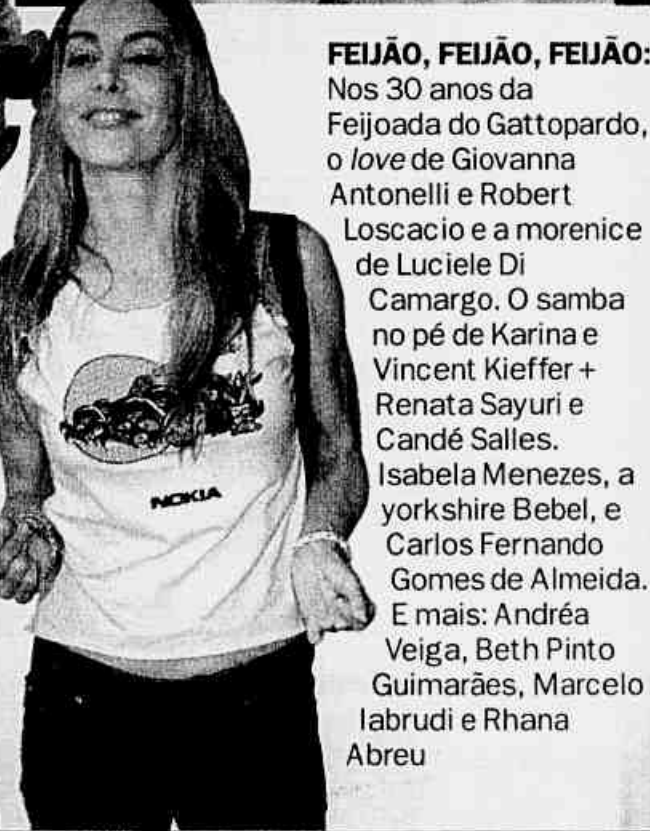 FEIJÃO, FEIJÃO, FEIJÃO:
Nos 30 anos da
Feijoada do Gattopardo,
o love de Giovanna
Antonelli e Robert
Loscacio e a morenice
de Luciele Di
Camargo. O samba
no pé de Karina e
Vincent Kieffer +
Renata Sayuri e
Candé Salles.
Isabela Menezes, a
yorkshire Bebel, e
Carlos Fernando
Gomes de Almeida.
E mais: Andréa
Veiga, Beth Pinto
Guimarães, Marcelo
Iabrudi e Rhana
Abreu
NOKIA